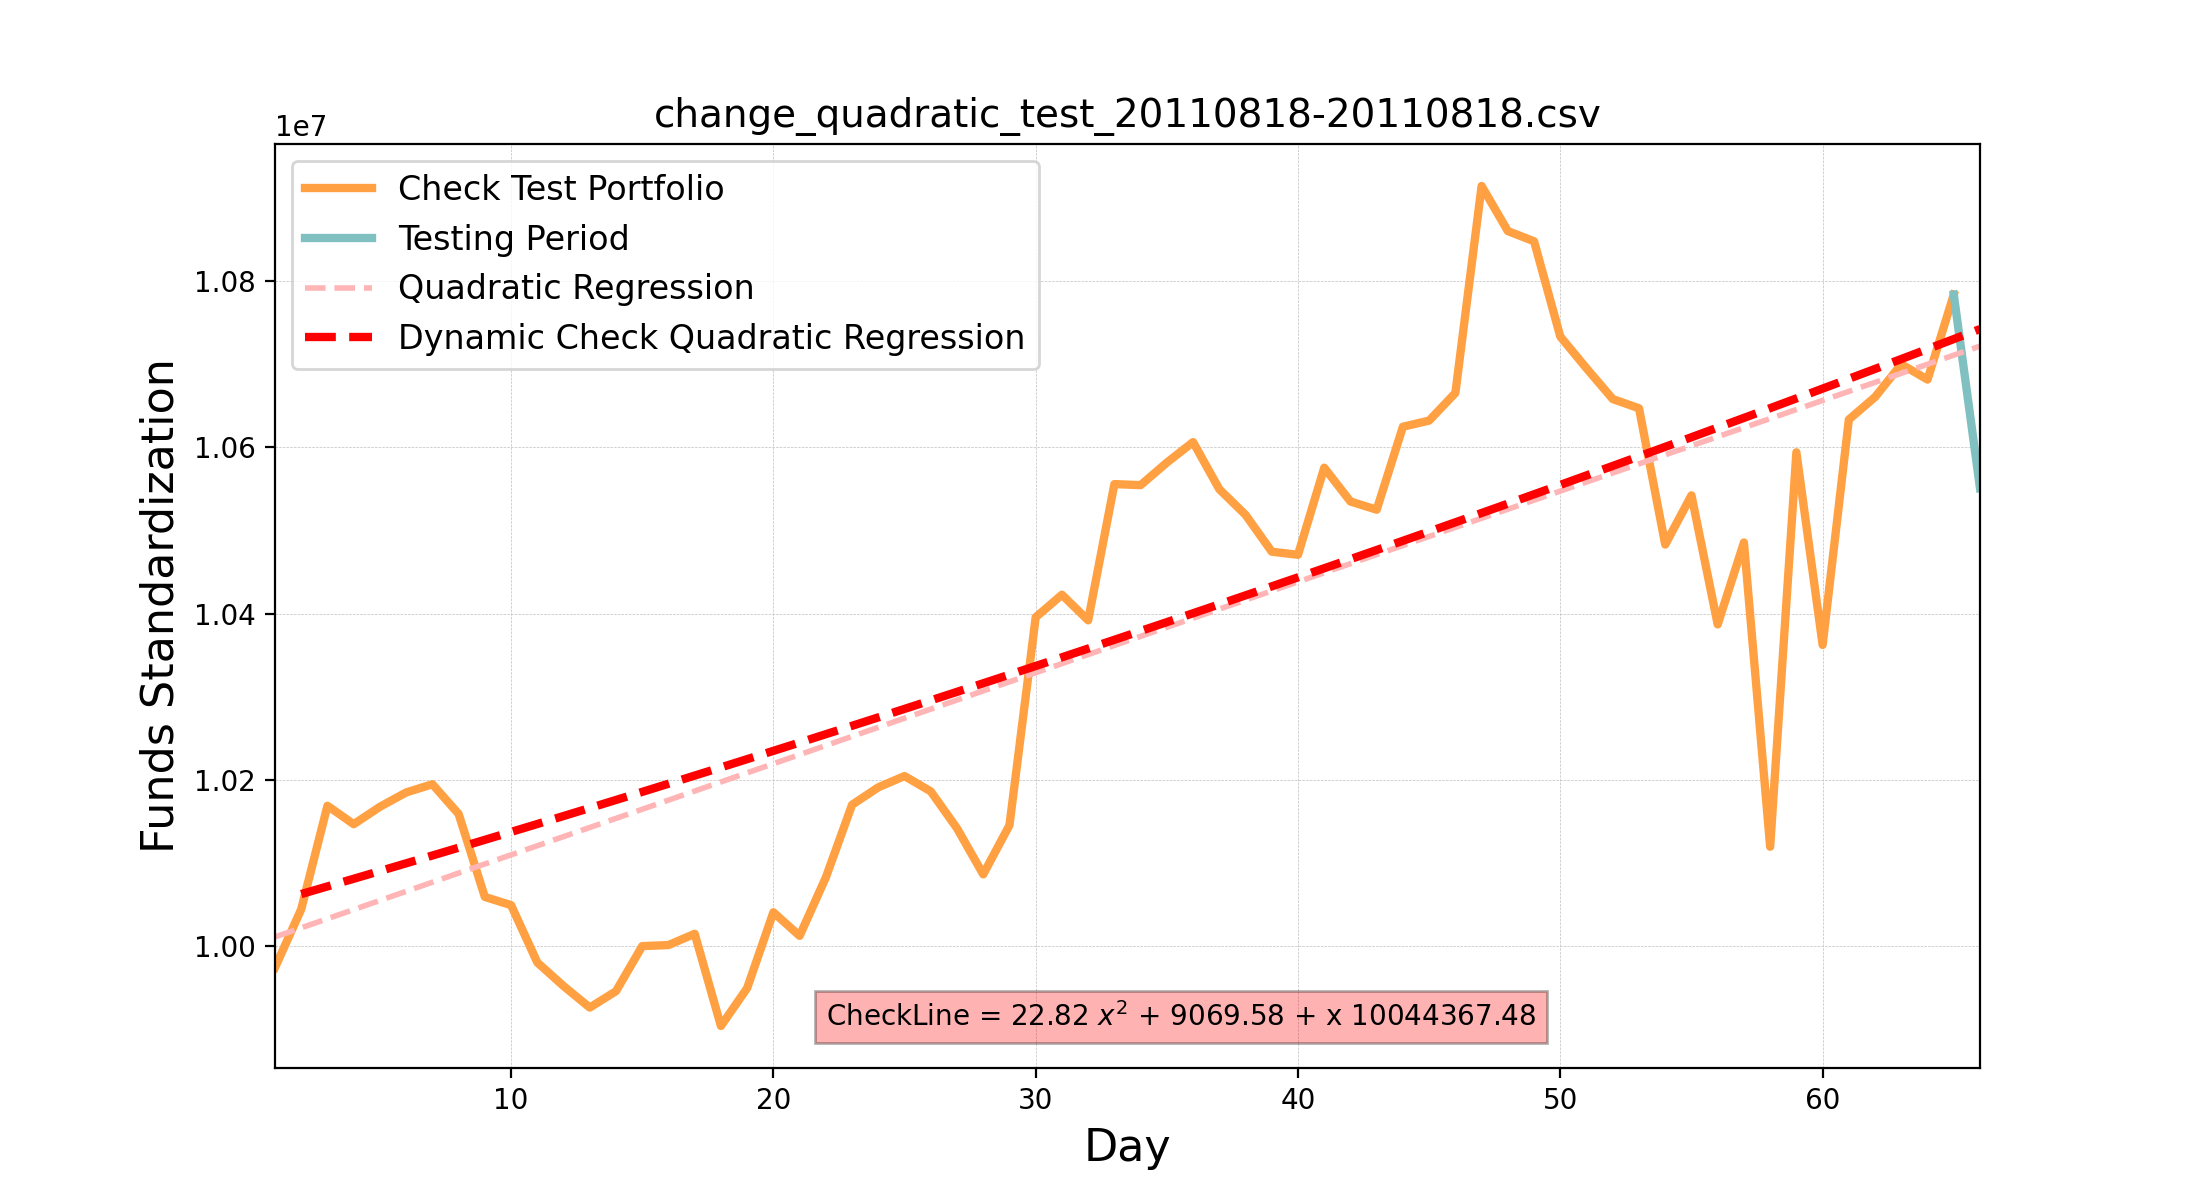 change_quadratic_test_20110818-20110818.csv
1e7
Check Test Portfolio
Testing Period
Quadratic Regression
Dynamic Check Quadratic Regression
1.08
1.06
1.04
1.02
1.00
Funds Standardization
CheckLine = 22.82 x² + 9069.58 + x 10044367.48
10 20 30 40 50 60
Day